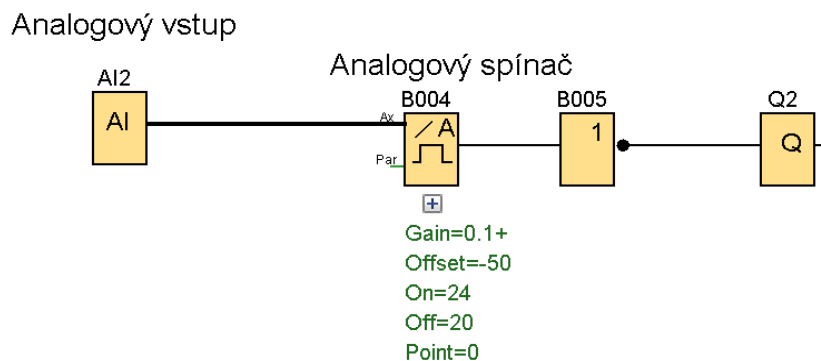 Analogový vstup
AI2
AI
Analogový spínač
B004
Ax
A
Par
B005
1
Q2
Q
Gain=0.1+
Offset=-50
On=24
Off=20
Point=0